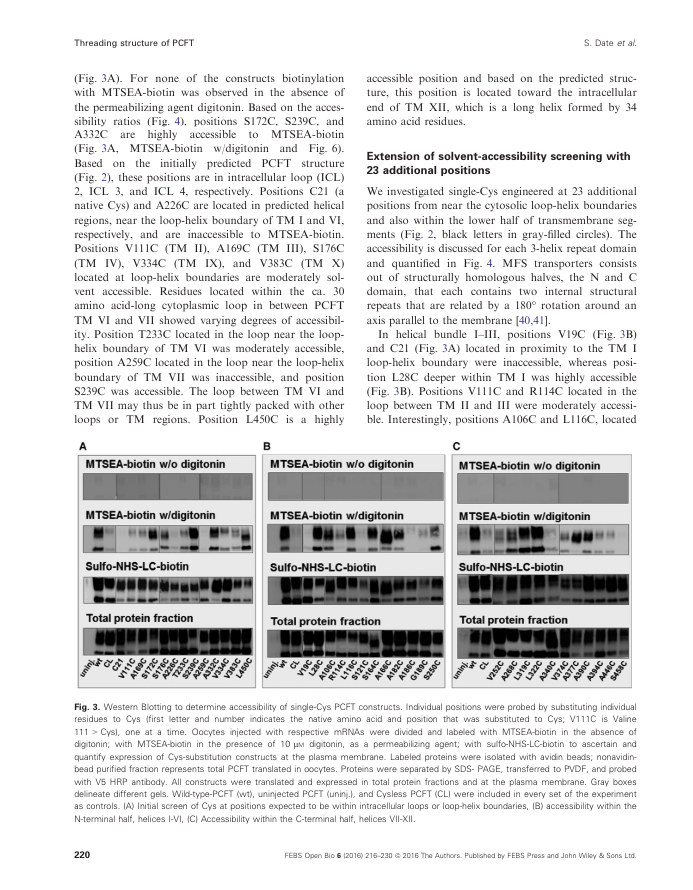 Threading structure of PCFT
S. Date et al.
(Fig. 3A). For none of the constructs biotinylation
with MTSEA-biotin was observed in the absence of
the permeabilizing agent digitonin. Based on the acces-
sibility ratios (Fig. 4), positions S172C, S239C, and
A332C are highly accessible to MTSEA-biotin
(Fig. 3A, MTSEA-biotin w/digitonin and Fig. 6).
Based on the initially predicted PCFT structure
(Fig. 2), these positions are in intracellular loop (ICL)
2, ICL 3, and ICL 4, respectively. Positions C21 (a
native Cys) and A226C are located in predicted helical
regions, near the loop-helix boundary of TM I and VI,
respectively, and are inaccessible to MTSEA-biotin.
Positions V111C (TM II), A169C (TM III), S176C
(TM IV), V334C (TM IX), and V383C (TM X)
located at loop-helix boundaries are moderately sol-
vent accessible. Residues located within the ca. 30
amino acid-long cytoplasmic loop in between PCFT
TM VI and VII showed varying degrees of accessibil-
ity. Position T233C located in the loop near the loop-
helix boundary of TM VI was moderately accessible,
position A259C located in the loop near the loop-helix
boundary of TM VII was inaccessible, and position
S239C was accessible. The loop between TM VI and
TM VII may thus be in part tightly packed with other
loops or TM regions. Position L450C is a highly
accessible position and based on the predicted struc-
ture, this position is located toward the intracellular
end of TM XII, which is a long helix formed by 34
amino acid residues.
Extension of solvent-accessibility screening with
23 additional positions
We investigated single-Cys engineered at 23 additional
positions from near the cytosolic loop-helix boundaries
and also within the lower half of transmembrane seg-
ments (Fig. 2, black letters in gray-filled circles). The
accessibility is discussed for each 3-helix repeat domain
and quantified in Fig. 4. MFS transporters consists
out of structurally homologous halves, the N and C
domain, that each contains two internal structural
repeats that are related by a 180° rotation around an
axis parallel to the membrane [40,41].
In helical bundle I–III, positions V19C (Fig. 3B)
and C21 (Fig. 3A) located in proximity to the TM I
loop-helix boundary were inaccessible, whereas posi-
tion L28C deeper within TM I was highly accessible
(Fig. 3B). Positions V111C and R114C located in the
loop between TM II and III were moderately accessi-
ble. Interestingly, positions A106C and L116C, located
A
MTSEA-biotin w/o digitonin
MTSEA-biotin w/digitonin
Sulfo-NHS-LC-biotin
Total protein fraction
uninj. wt CL C21 V111C A169C S172C S176C A226C T233C S239C A259C A332C V334C V383C L450C
B
MTSEA-biotin w/o digitonin
MTSEA-biotin w/digitonin
Sulfo-NHS-LC-biotin
Total protein fraction
uninj. wt CL V19C L28C A106C R114C L116C S164C A182C A186C G189C S250C
C
MTSEA-biotin w/o digitonin
MTSEA-biotin w/digitonin
Sulfo-NHS-LC-biotin
Total protein fraction
uninj. wt CL V252C A268C L319C L322C A340C V374C A377C A390C A394C A446C S458C
Fig. 3. Western Blotting to determine accessibility of single-Cys PCFT constructs. Individual positions were probed by substituting individual
residues to Cys (first letter and number indicates the native amino acid and position that was substituted to Cys; V111C is Valine
111 > Cys), one at a time. Oocytes injected with respective mRNAs were divided and labeled with MTSEA-biotin in the absence of
digitonin; with MTSEA-biotin in the presence of 10 μM digitonin, as a permeabilizing agent; with sulfo-NHS-LC-biotin to ascertain and
quantify expression of Cys-substitution constructs at the plasma membrane. Labeled proteins were isolated with avidin beads; nonavidin-
bead purified fraction represents total PCFT translated in oocytes. Proteins were separated by SDS- PAGE, transferred to PVDF, and probed
with V5 HRP antibody. All constructs were translated and expressed in total protein fractions and at the plasma membrane. Gray boxes
delineate different gels. Wild-type-PCFT (wt), uninjected PCFT (uninj.), and Cysless PCFT (CL) were included in every set of the experiment
as controls. (A) Initial screen of Cys at positions expected to be within intracellular loops or loop-helix boundaries, (B) accessibility within the
N-terminal half, helices I-VI, (C) Accessibility within the C-terminal half, helices VII-XII.
220
FEBS Open Bio 6 (2016) 216–230 © 2016 The Authors. Published by FEBS Press and John Wiley & Sons Ltd.